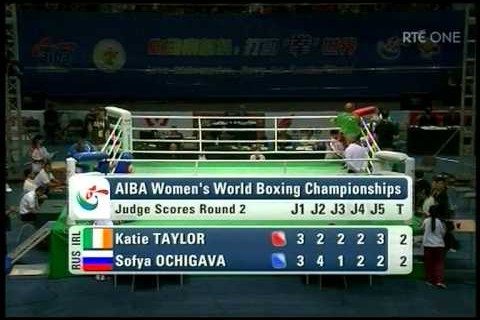 RTÉ ONE
aiba
AIBA Women's World Boxing Championships
Judge Scores Round 2 J1 J2 J3 J4 J5 T
IRL Katie TAYLOR 3 2 2 2 3 2
RUS Sofya OCHIGAVA 3 4 1 2 2 2